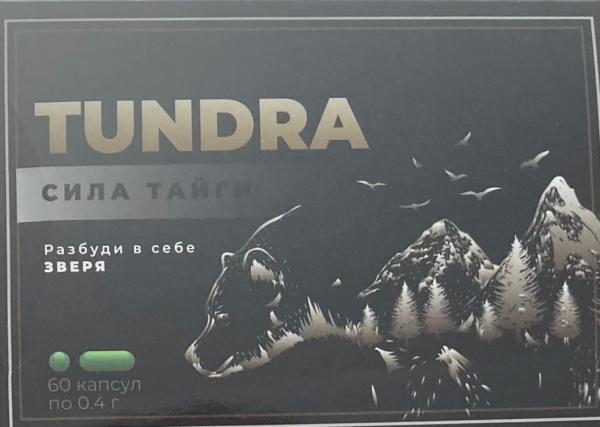 TUNDRA
СИЛА ТАЙГИ
Разбуди в себе
ЗВЕРЯ
60 капсул
по 0.4 г